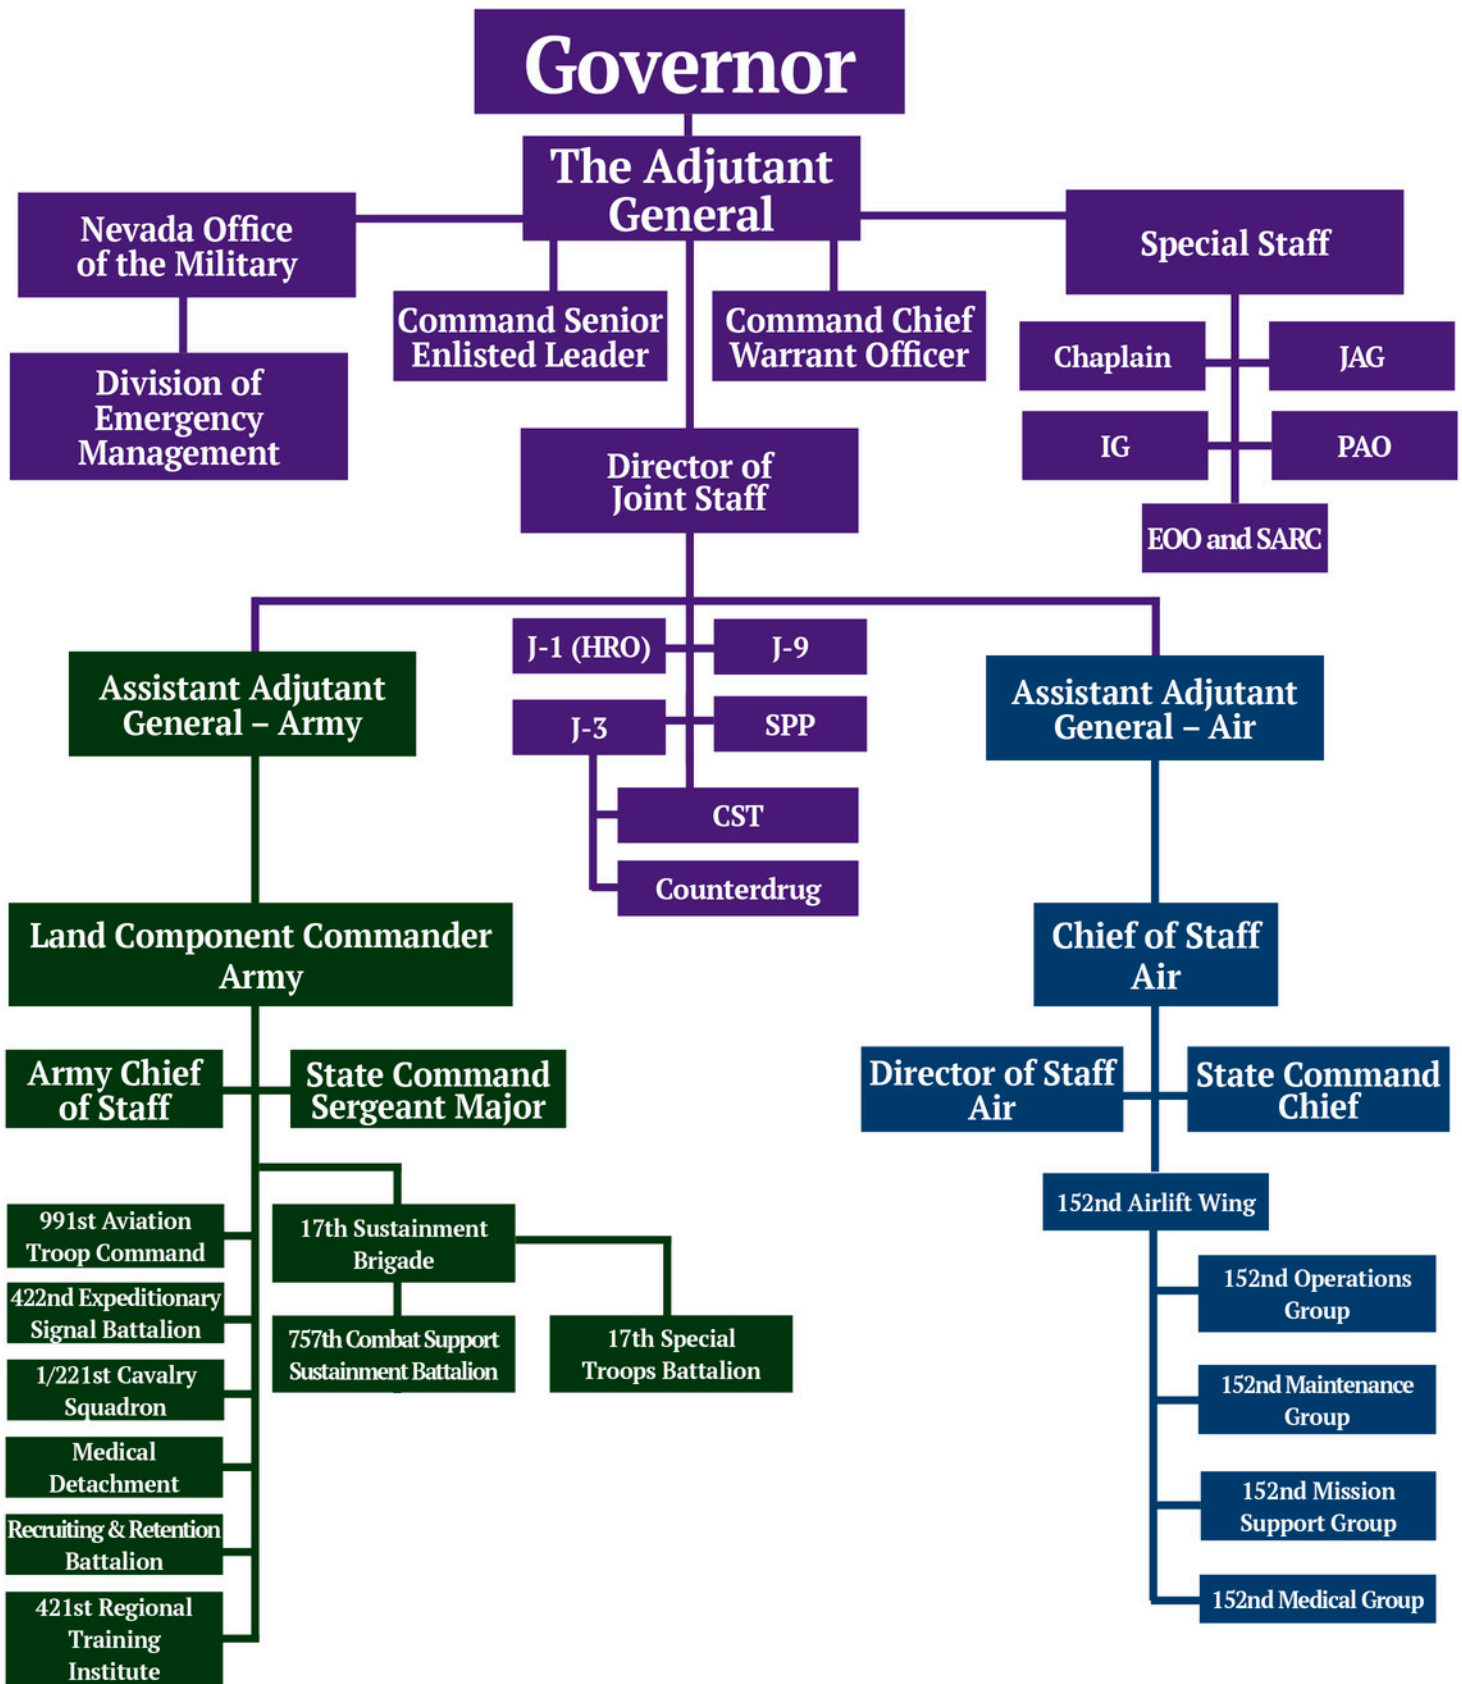 Governor
The Adjutant
General
Nevada Office
of the Military
Special Staff
Command Senior
Enlisted Leader
Command Chief
Warrant Officer
Chaplain
JAG
Division of
Emergency
Management
IG
PAO
Director of
Joint Staff
EOO and SARC
J-1 (HRO)
J-9
Assistant Adjutant
General – Army
Assistant Adjutant
General – Air
J-3
SPP
CST
Counterdrug
Land Component Commander
Army
Chief of Staff
Air
Army Chief
of Staff
State Command
Sergeant Major
Director of Staff
Air
State Command
Chief
991st Aviation
Troop Command
17th Sustainment
Brigade
152nd Airlift Wing
422nd Expeditionary
Signal Battalion
757th Combat Support
Sustainment Battalion
17th Special
Troops Battalion
152nd Operations
Group
1/221st Cavalry
Squadron
152nd Maintenance
Group
Medical
Detachment
152nd Mission
Support Group
Recruiting & Retention
Battalion
152nd Medical Group
421st Regional
Training
Institute